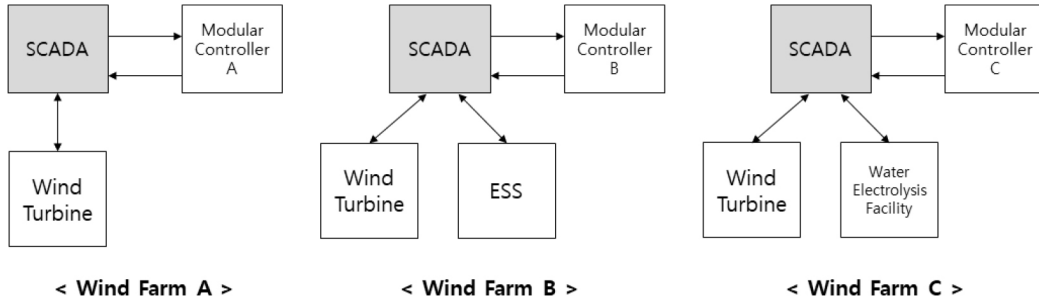 SCADA
Modular
Controller
A
Wind
Turbine
< Wind Farm A >
SCADA
Modular
Controller
B
Wind
Turbine
ESS
< Wind Farm B >
SCADA
Modular
Controller
C
Wind
Turbine
Water
Electrolysis
Facility
< Wind Farm C >